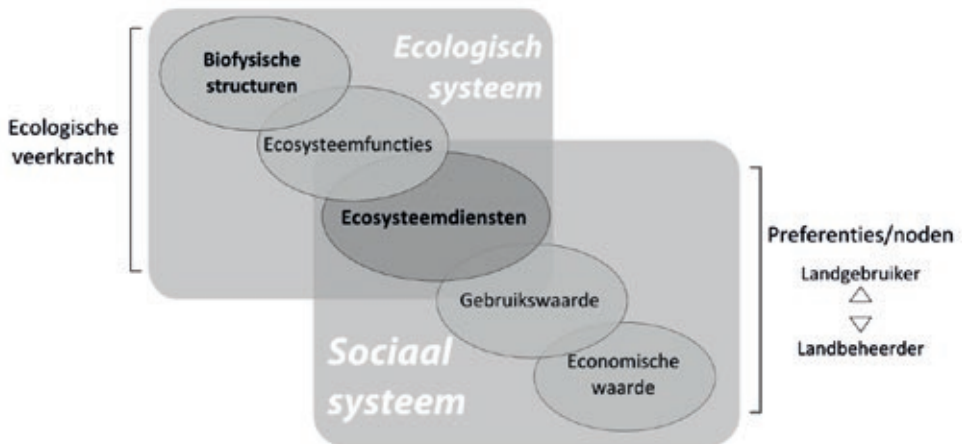 Ecologisch
systeem
Biofysische
structuren
Ecologische
veerkracht
Ecosysteemfuncties
Ecosysteemdiensten
Gebruikswaarde
Economische
waarde
Sociaal
systeem
Preferenties/noden
Landgebruiker
Landbeheerder